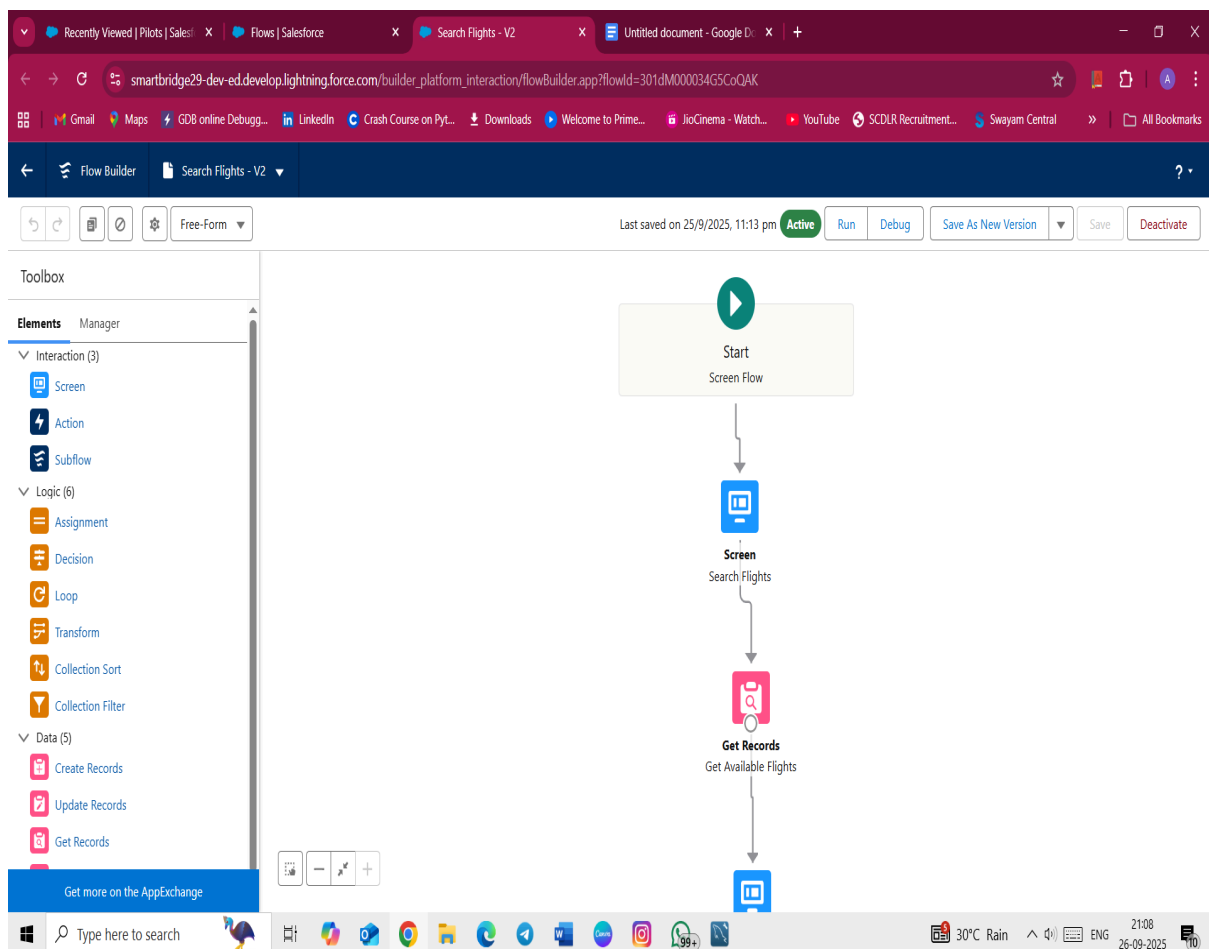 Recently Viewed | Pilots | Salesf
Flows | Salesforce
Search Flights - V2
Untitled document - Google Do
smartbridge29-dev-ed.develop.lightning.force.com/builder_platform_interaction/flowBuilder.app?flowId=301dM000034G5CoQAK
A
Gmail
Maps
GDB online Debugg...
LinkedIn
Crash Course on Pyt...
Downloads
Welcome to Prime...
JioCinema - Watch...
YouTube
SCDLR Recruitment...
Swayam Central
»
All Bookmarks
Flow Builder
Search Flights - V2
?
Free-Form
Last saved on 25/9/2025, 11:13 pm
Active
Run
Debug
Save As New Version
Save
Deactivate
Toolbox
Elements
Manager
Interaction (3)
Screen
Action
Subflow
Logic (6)
Assignment
Decision
Loop
Transform
Collection Sort
Collection Filter
Data (5)
Create Records
Update Records
Get Records
Get more on the AppExchange
Start
Screen Flow
Screen
Search Flights
Get Records
Get Available Flights
Type here to search
99+
5
30°C Rain
ENG
21:08
26-09-2025
10